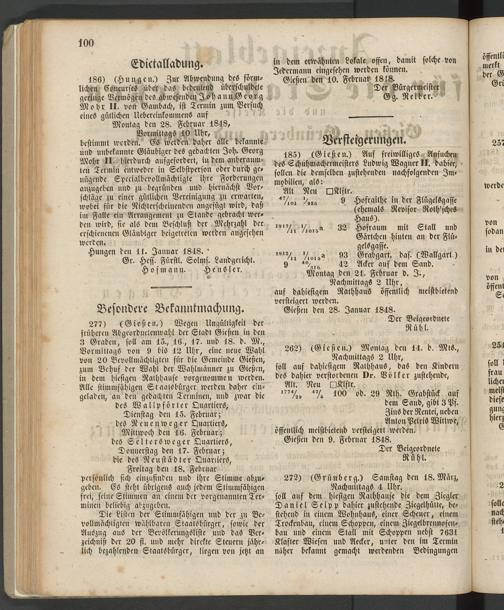 100
Edictalladung.
186) (Hungen.) Zur Abwendung des förm-
lichen Concurses über das bedeutend überschuldete
geringe Vermögen des abwesenden Johann Georg
Mohr II. von Gambach, ist Termin zum Versuch
eines gütlichen Uebereinkommens auf
Montag den 28. Februar 1848,
Vormittags 10 Uhr,
bestimmt worden. Es werden daher alle bekannte
und unbekannte Gläubiger des gedachten Joh. Georg
Mohr II. hierdurch aufgefordert, in dem anberaum-
ten Termin entweder in Selbstperson oder durch ge-
nügende Specialbevollmächtigte ihre Forderungen
anzugeben und zu begründen und hiernächst Vor-
schläge zu einer gütlichen Vereinigung zu erwarten,
wobei für die Nichterscheinenden angefügt wird, daß
im Falle ein Arrangement zu Stande gebracht wer-
den wird, sie als dem Beschluß der Mehrzahl der
erschienenen Gläubiger beigetreten werden angesehen
werden.
Hungen den 11. Januar 1848.
Gr. Hess. Fürstl. Solms. Landgericht.
Hofmann. Hensler.
Besondere Bekanntmachung.
277) (Gießen.) Wegen Ungültigkeit der
früheren Abgeordnetenwahl der Stadt Gießen in den
3 Graden, soll am 15., 16., 17. und 18. d. M.,
Vormittags von 9 bis 12 Uhr, eine neue Wahl
von 20 Bevollmächtigten für die Gemeinde Gießen,
zum Behuf der Wahl der Wahlmänner zu Gießen,
in dem hiesigen Rathhause vorgenommen werden.
Alle stimmfähigen Staatsbürger werden daher ein-
geladen, an den gedachten Terminen, und zwar die
des Wallpförter Quartiers,
Dienstag den 15. Februar;
des Neuenweger Quartiers,
Mittwoch den 16. Februar;
des Selterseweger Quartiers,
Donnerstag den 17. Februar;
die des Neustädter Quartiers,
Freitag den 18. Februar
persönlich sich einzufinden und ihre Stimme abzu-
geben. Es steht übrigens auch jedem Stimmfähigen
frei, seine Stimmen an einem der vorgenannten Ter-
minen beliebig abzugeben.
Die Listen der Stimmfähigen und der zu Be-
vollmächtigten wählbaren Staatsbürger, sowie der
Auszug aus der Bevölkerungsliste und das Ver-
zeichniß der 20 fl. und mehr direkte Steuern jähr-
lich bezahlenden Staatsbürger, liegen von jetzt an
in dem erwähnten Lokale offen, damit solche von
Jedermann eingesehen werden können.
Gießen den 10. Februar 1848.
Der Bürgermeister
Gg. Reiber.
Versteigerungen.
185) (Gießen.) Auf freiwilliges Ansuchen
des Schuhmachermeisters Ludwig Wagner II. dahier,
sollen die demselben zustehenden nachfolgenden Im-
mobilien, als:
Alt Neu □Klftr.
9 Hofraithe in der Flügelsgasse
(ehemals Revisor Roth'sches
Haus).
32 Hofraum mit Stall und
Gärtchen hinten an der Flü-
gelsgasse.
93 Grabgart. das. (Wallgart.)
42 Acker auf dem Sand.
Montag den 21. Februar d. J.,
Nachmittags 2 Uhr,
auf dahiesigem Rathhaus öffentlich meistbietend
versteigert werden.
Gießen den 28. Januar 1848.
Der Beigeordnete
Rühl.
262) (Gießen.) Montag den 14. d. Mts.,
Nachmittags 2 Uhr,
soll auf dahiesigem Rathhaus, das den Kindern
des dahier verstorbenen Dr. Völcker zustehende,
Alt. Neu □Klftr.
100 od. 29 Rth. Grabstück auf
dem Sand, gibt 3 Pf.
Zins der Rentei, neben
Anton Petris Wittwe,
öffentlich meistbietend versteigert werden.
Gießen den 9. Februar 1848.
Der Beigeordnete
Rühl.
272) (Grünberg.) Samstag den 18. März,
Nachmittags 4 Uhr,
soll auf dem hiesigen Rathhause die dem Ziegler
Daniel Seipp dahier zustehende Ziegelhütte, be-
stehend in einem Wohnhaus, einer Scheuer, einem
Trockenbau, einem Schoppen, einem Ziegelbrennofen-
bau und einem Stall mit Schoppen nebst 7631
Klafter Wiesen und Aecker, unter den im Termin
näher bekannt gemacht werdenden Bedingungen